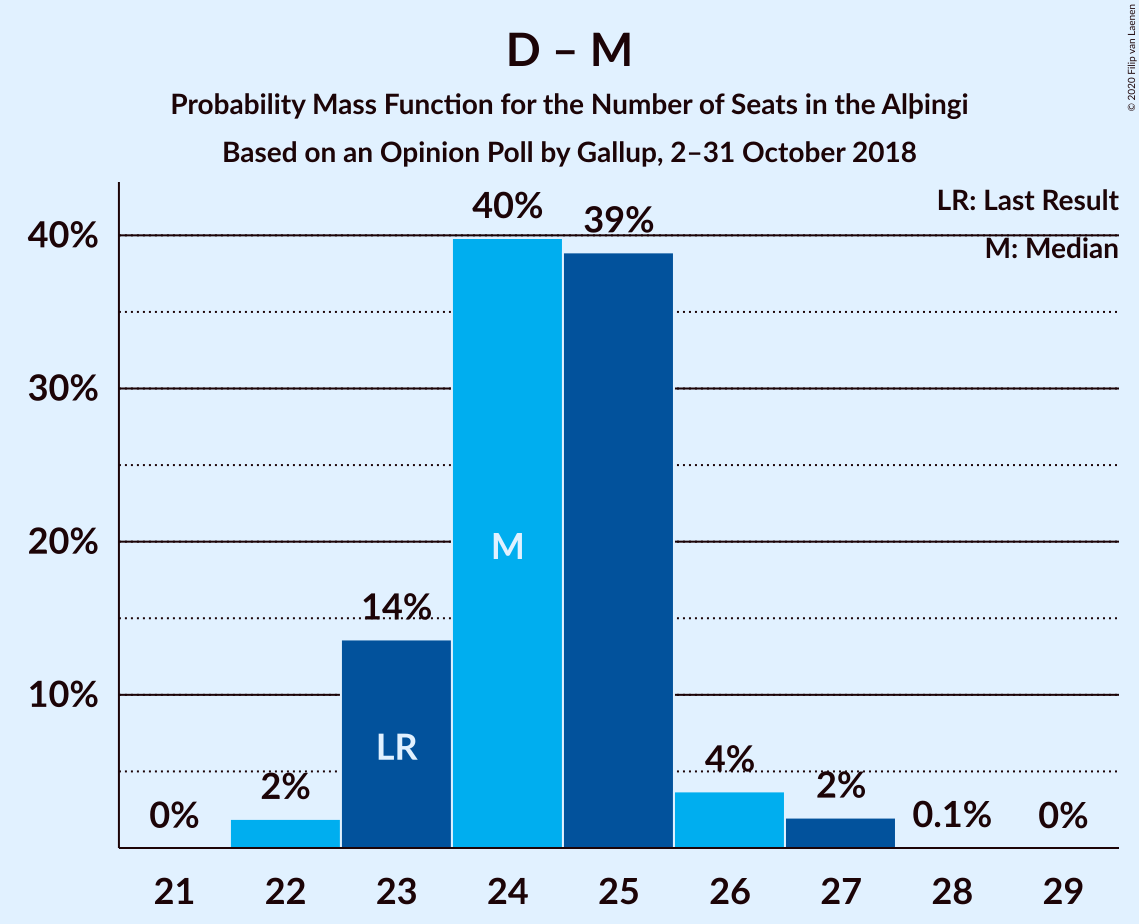 D – M
Probability Mass Function for the Number of Seats in the Alþingi
Based on an Opinion Poll by Gallup, 2–31 October 2018
© 2020 Filip van Laenen
LR: Last Result
M: Median
40%
30%
20%
10%
0%
2%
14%
40%
39%
4%
2%
0.1%
0%
LR
M
21 22 23 24 25 26 27 28 29